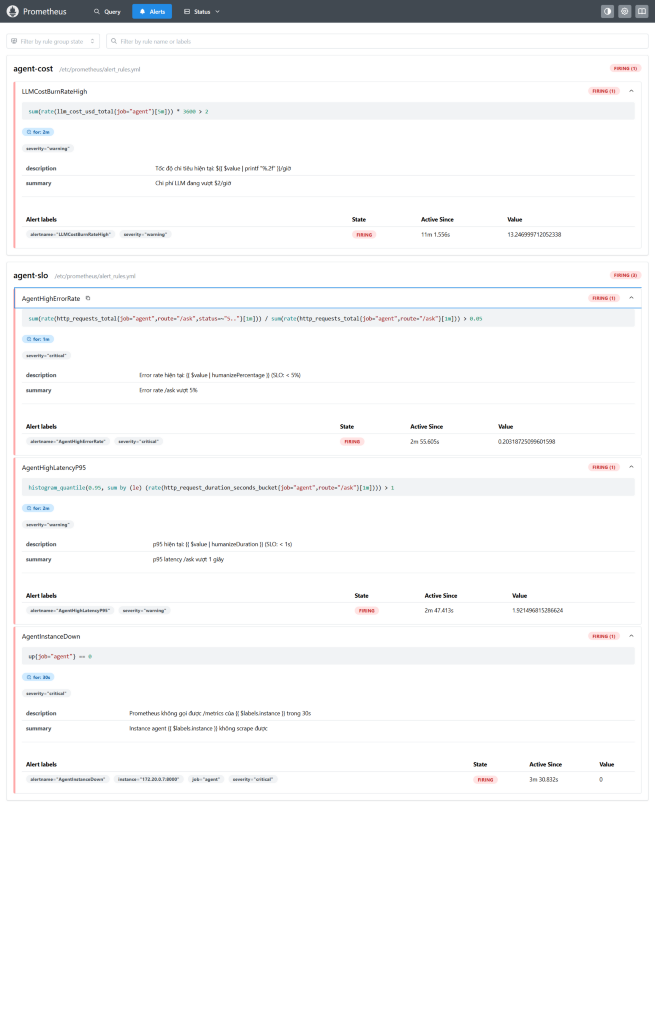 Prometheus Query Alerts Status
Filter by rule group state Filter by rule name or labels
agent-cost /etc/prometheus/alert_rules.yml FIRING (1)
LLMCostBurnRateHigh FIRING (1)
sum(rate(llm_cost_usd_total{job="agent"}[5m])) * 3600 > 2
for: 2m
severity="warning"
description Tốc độ chi tiêu hiện tại: ${{ $value | printf "%.2f" }}/giờ
summary Chi phí LLM đang vượt $2/giờ
Alert labels State Active Since Value
alertname="LLMCostBurnRateHigh" severity="warning" FIRING 11m 1.556s 13.246999712052338
agent-slo /etc/prometheus/alert_rules.yml FIRING (3)
AgentHighErrorRate FIRING (1)
sum(rate(http_requests_total{job="agent",route="/ask",status=~"5.."}[1m])) / sum(rate(http_requests_total{job="agent",route="/ask"}[1m])) > 0.05
for: 1m
severity="critical"
description Error rate hiện tại: {{ $value | humanizePercentage }} (SLO: < 5%)
summary Error rate /ask vượt 5%
Alert labels State Active Since Value
alertname="AgentHighErrorRate" severity="critical" FIRING 2m 55.605s 0.20318725099601598
AgentHighLatencyP95 FIRING (1)
histogram_quantile(0.95, sum by (le) (rate(http_request_duration_seconds_bucket{job="agent",route="/ask"}[1m]))) > 1
for: 2m
severity="warning"
description p95 hiện tại: {{ $value | humanizeDuration }} (SLO: < 1s)
summary p95 latency /ask vượt 1 giây
Alert labels State Active Since Value
alertname="AgentHighLatencyP95" severity="warning" FIRING 2m 47.413s 1.921496815286624
AgentInstanceDown FIRING (1)
up{job="agent"} == 0
for: 30s
severity="critical"
description Prometheus không gọi được /metrics của {{ $labels.instance }} trong 30s
summary Instance agent {{ $labels.instance }} không scrape được
Alert labels State Active Since Value
alertname="AgentInstanceDown" instance="172.20.0.7:8000" job="agent" severity="critical" FIRING 3m 30.832s 0